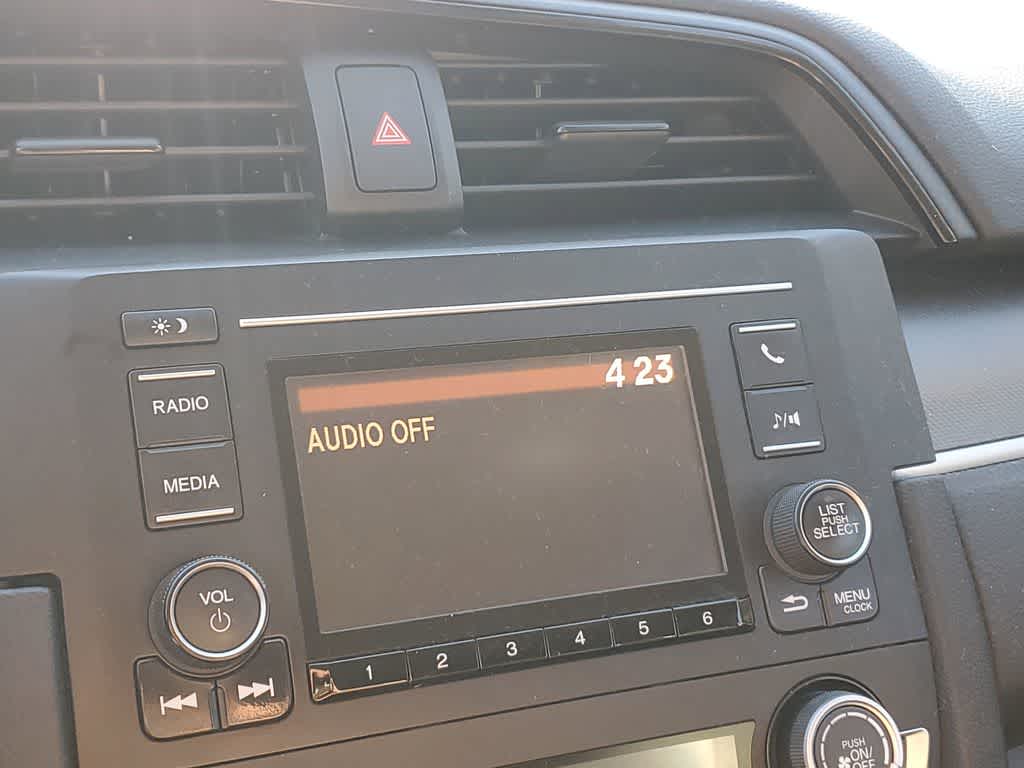 4 23
AUDIO OFF
RADIO
MEDIA
VOL
1 2 3 4 5 6
LIST
PUSH
SELECT
MENU
CLOCK
PUSH
ON/
OFF